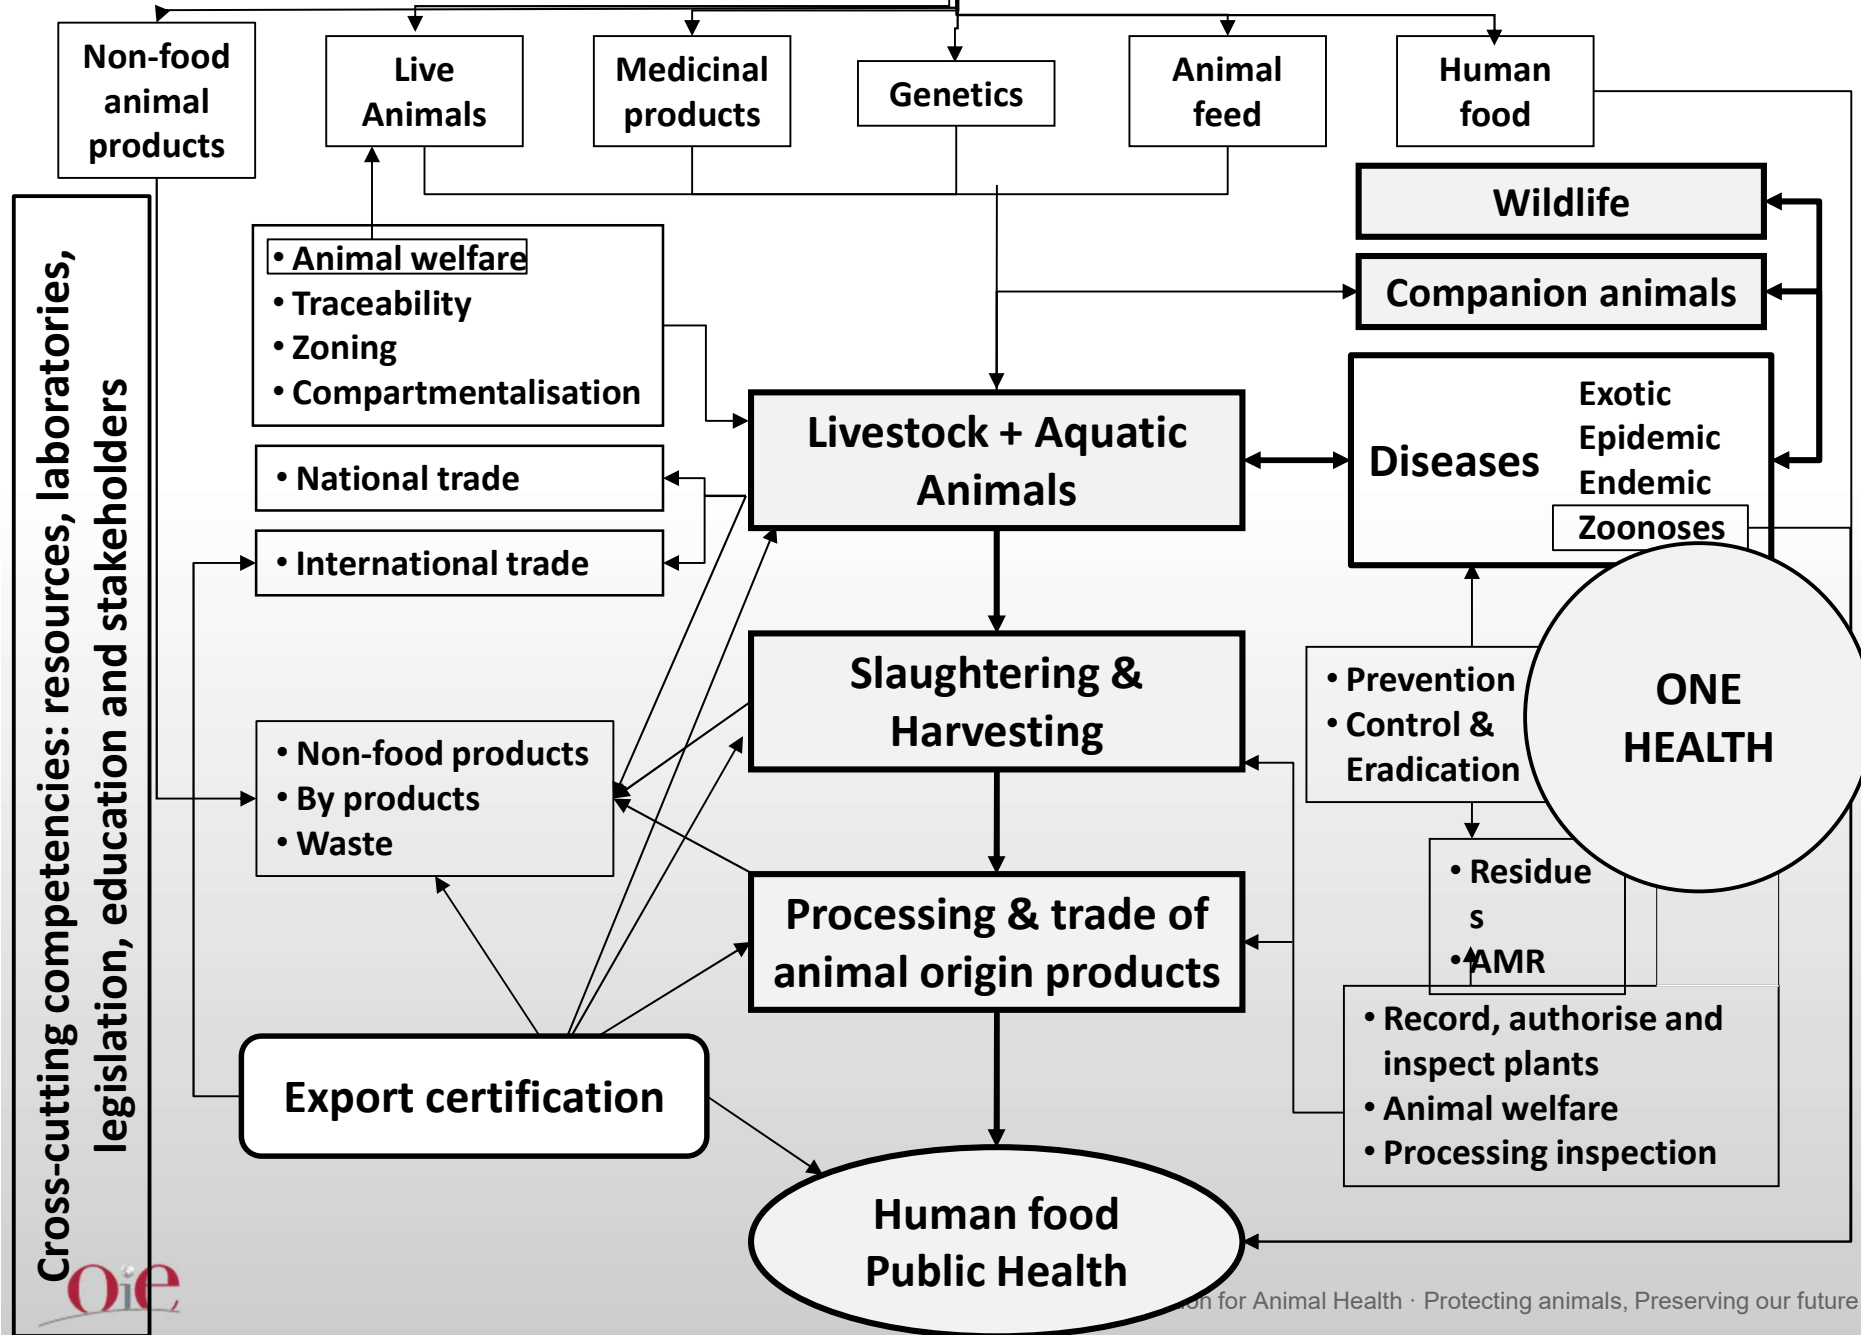 Non-food
animal
products
Live
Animals
Medicinal
products
Genetics
Animal
feed
Human
food
Wildlife
Companion animals
• Animal welfare
• Traceability
• Zoning
• Compartmentalisation
Livestock + Aquatic
Animals
Diseases
Exotic
Epidemic
Endemic
Zoonoses
• National trade
• International trade
Slaughtering &
Harvesting
• Prevention
• Control &
Eradication
ONE
HEALTH
• Non-food products
• By products
• Waste
• Residue
s
• AMR
Processing & trade of
animal origin products
• Record, authorise and
inspect plants
• Animal welfare
• Processing inspection
Export certification
Human food
Public Health
Cross-cutting competencies: resources, laboratories,
legislation, education and stakeholders
Oie
for Animal Health · Protecting animals, Preserving our future